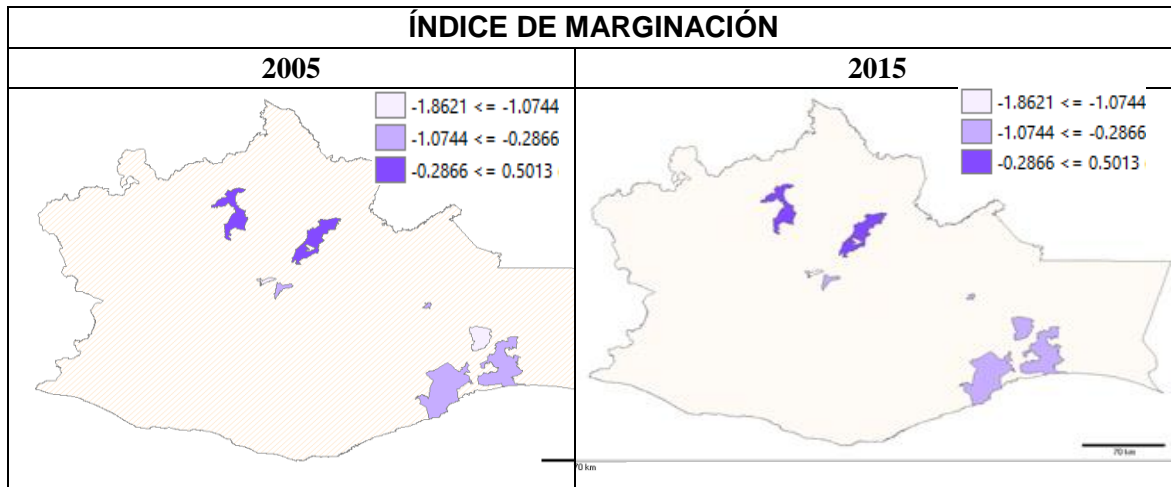 ÍNDICE DE MARGINACIÓN
2005
2015
-1.8621 <= -1.0744
-1.0744 <= -0.2866
-0.2866 <= 0.5013
-1.8621 <= -1.0744
-1.0744 <= -0.2866
-0.2866 <= 0.5013
70 km
70 km